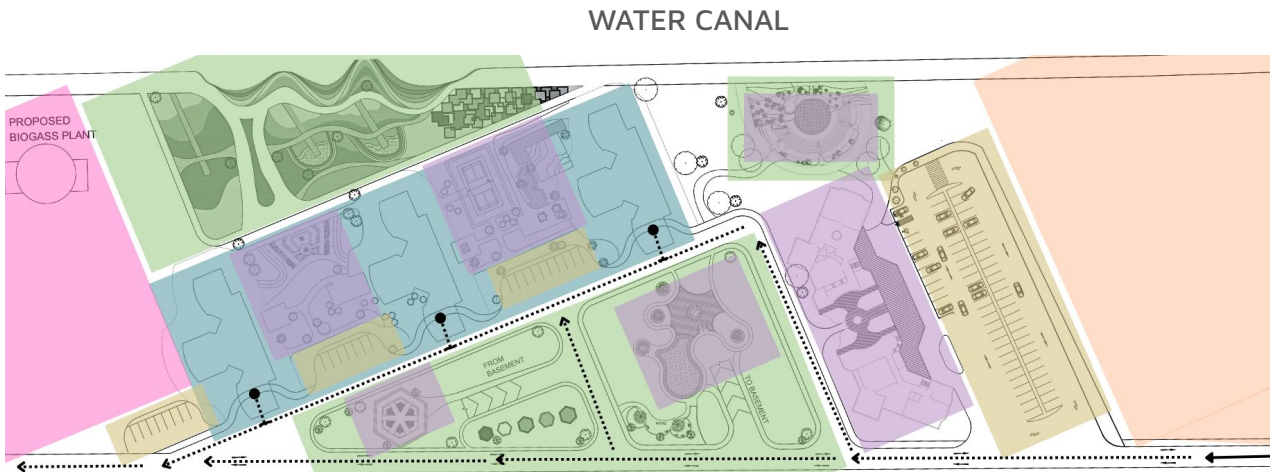 WATER CANAL
PROPOSED
BIOGASS PLANT
FROM
BASEMENT
TO BASEMENT